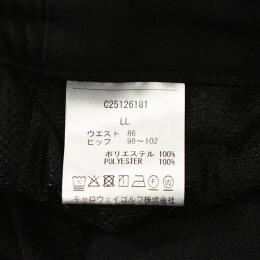 C25126181
LL
ウエスト 86
ヒップ 98〜102
ポリエステル 100%
POLYESTER 100%
キャロウェイゴルフ株式会社